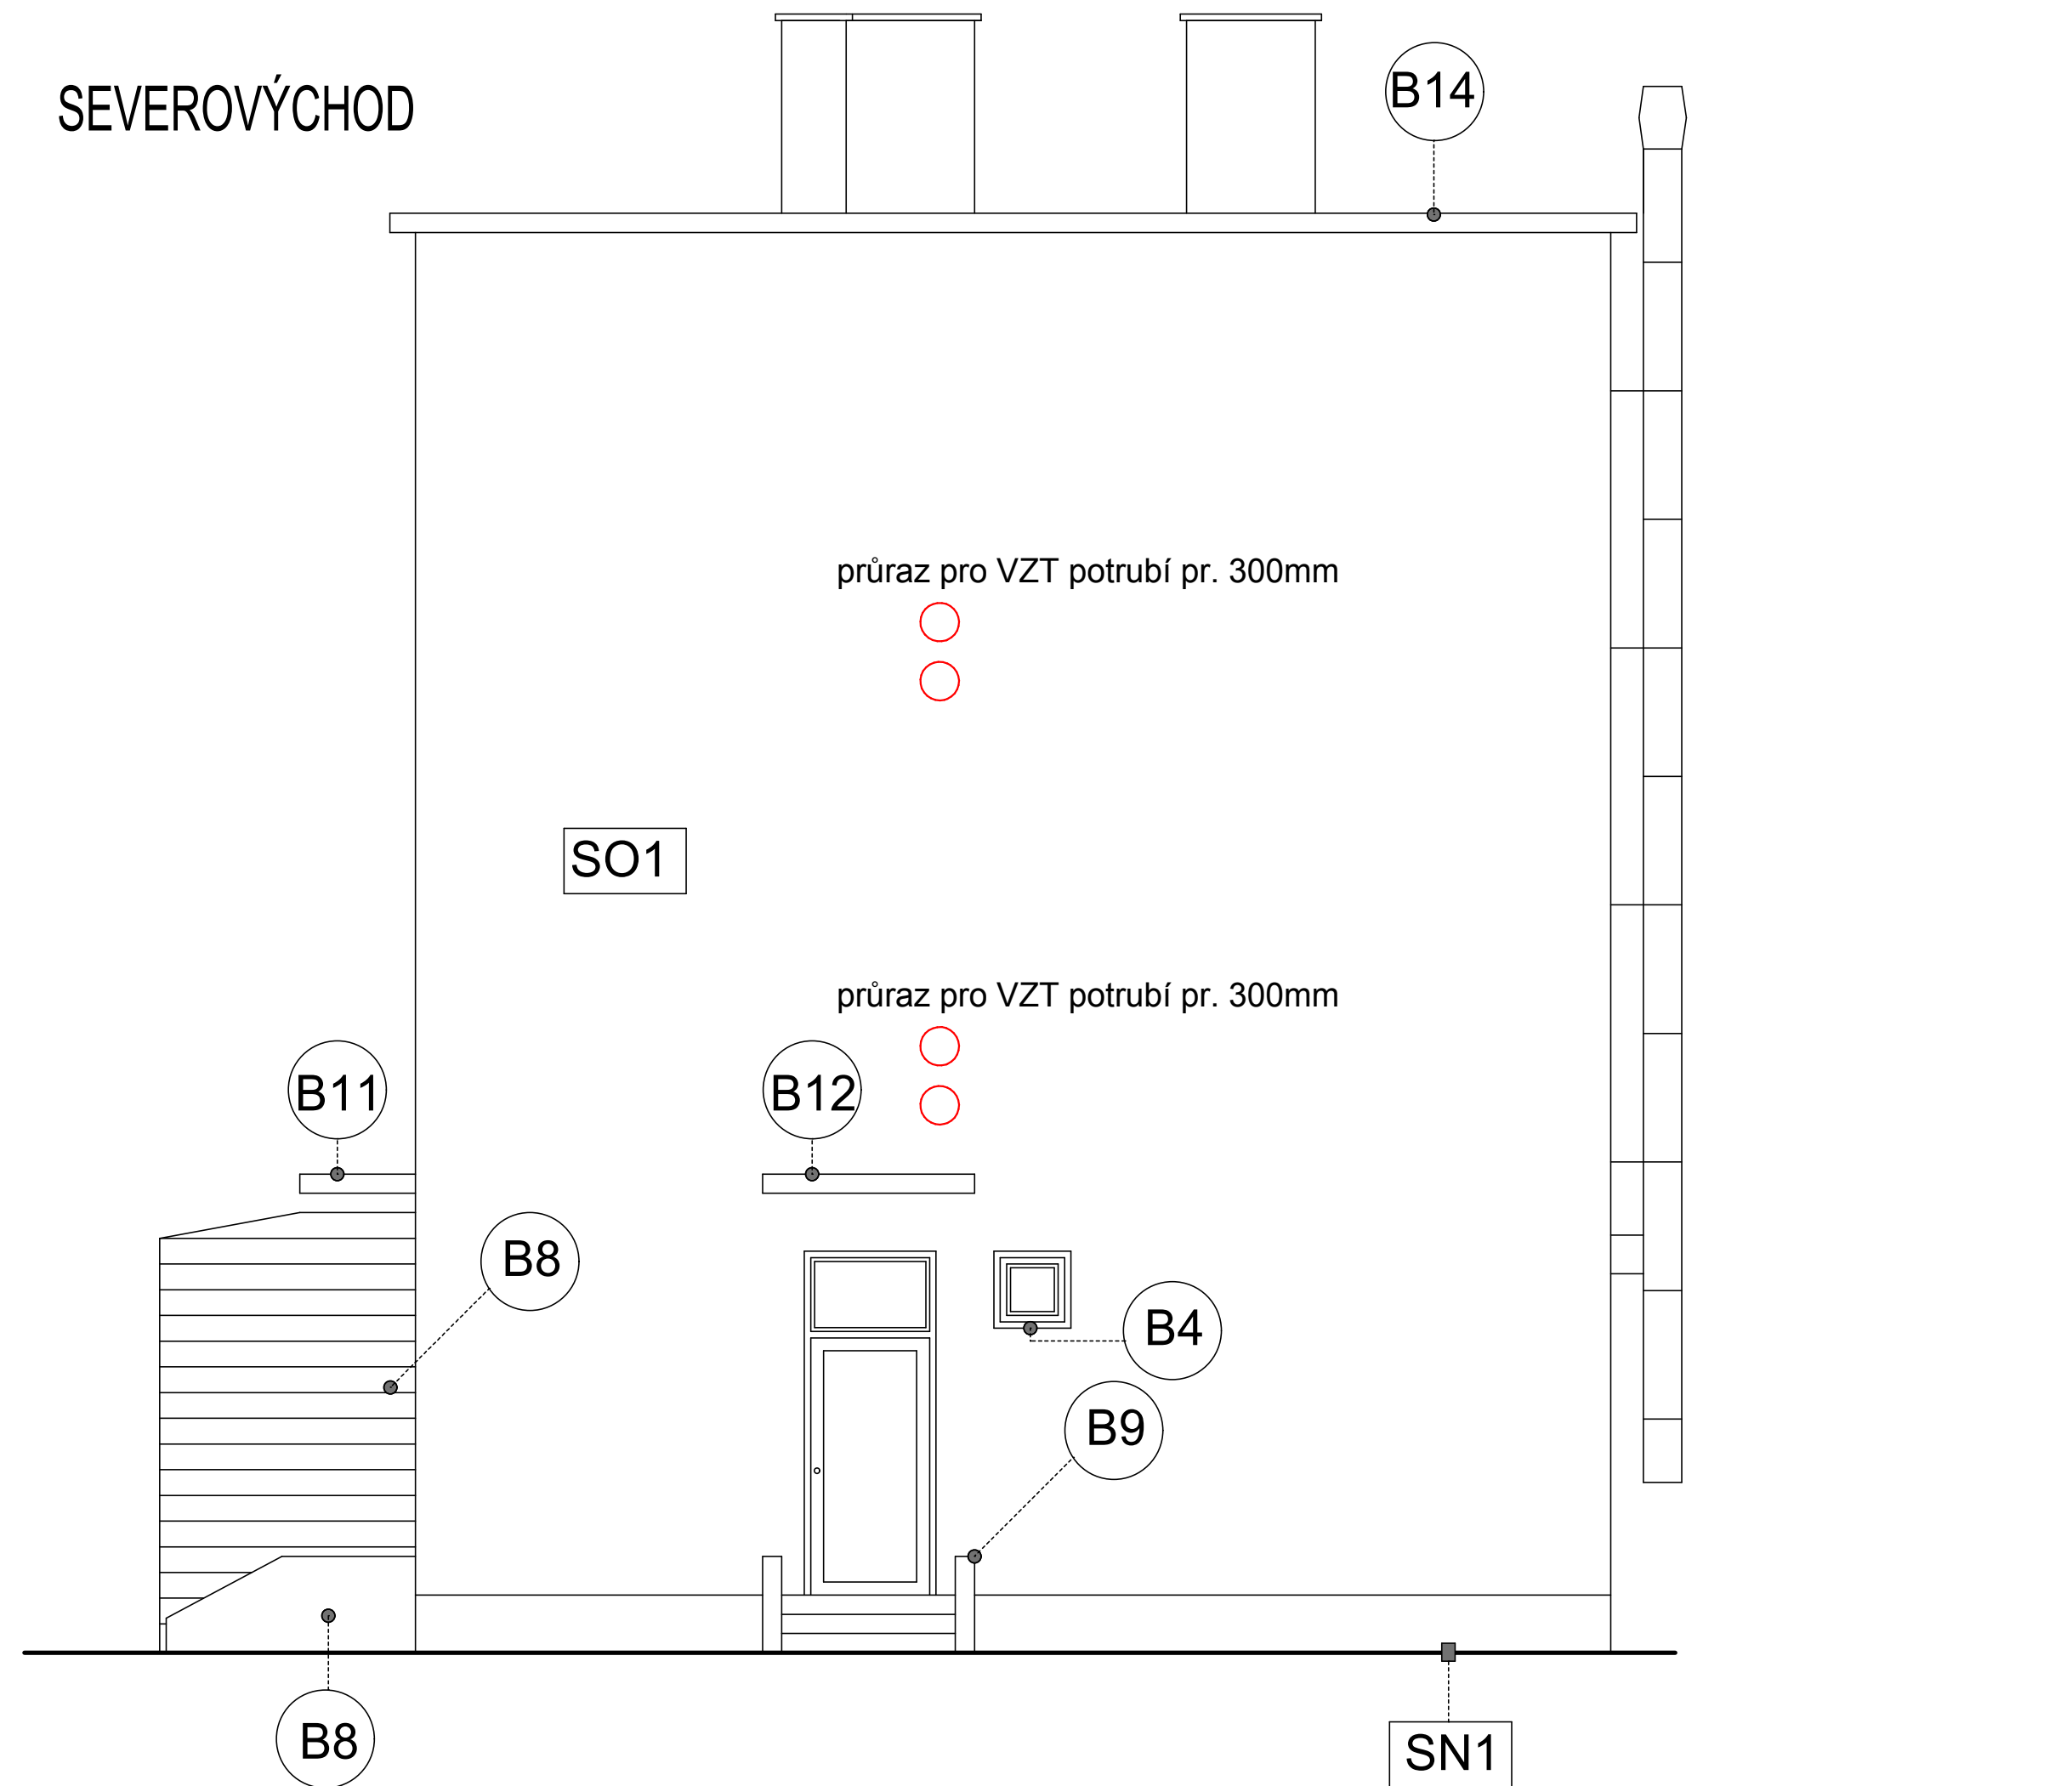 SEVEROVÝCHOD
B14
průraz pro VZT potrubí pr. 300mm
SO1
průraz pro VZT potrubí pr. 300mm
B11
B12
B8
B4
B9
B8
SN1